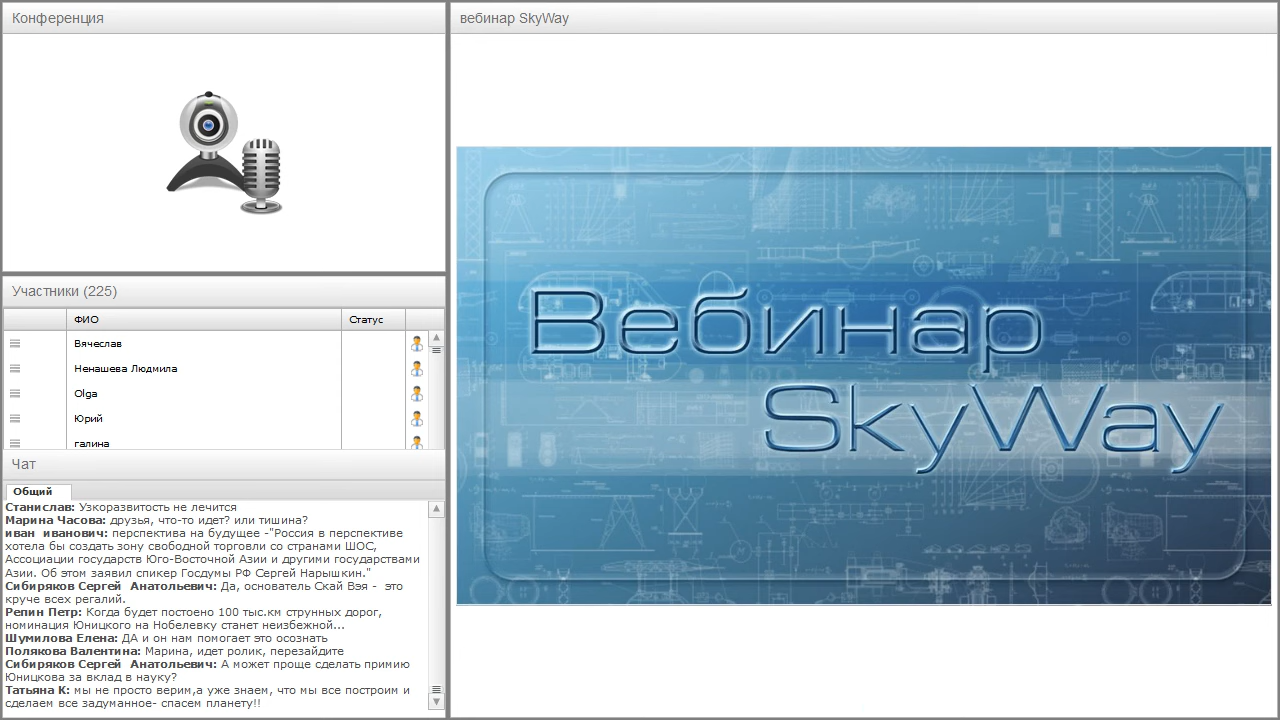 Конференция
вебинар SkyWay
Участники (225)
ФИО Статус
Вячеслав
Ненашева Людмила
Olga
Юрий
галина
Чат
Общий
Станислав: Узкоразвитость не лечится
Марина Часова: друзья, что-то идет? или тишина?
иван иванович: перспектива на будущее -"Россия в перспективе
хотела бы создать зону свободной торговли со странами ШОС,
Ассоциации государств Юго-Восточной Азии и другими государствами
Азии. Об этом заявил спикер Госдумы РФ Сергей Нарышкин."
Сибиряков Сергей Анатольевич: Да, основатель Скай Вэя - это
круче всех регалий.
Репин Петр: Когда будет постоено 100 тыс.км струнных дорог,
номинация Юницкого на Нобелевку станет неизбежной...
Шумилова Елена: ДА и он нам помогает это осознать
Полякова Валентина: Марина, идет ролик, перезайдите
Сибиряков Сергей Анатольевич: А может проще сделать примию
Юницкова за вклад в науку?
Татьяна К: мы не просто верим,а уже знаем, что мы все построим и
сделаем все задуманное- спасем планету!!
Вебинар
SkyWay